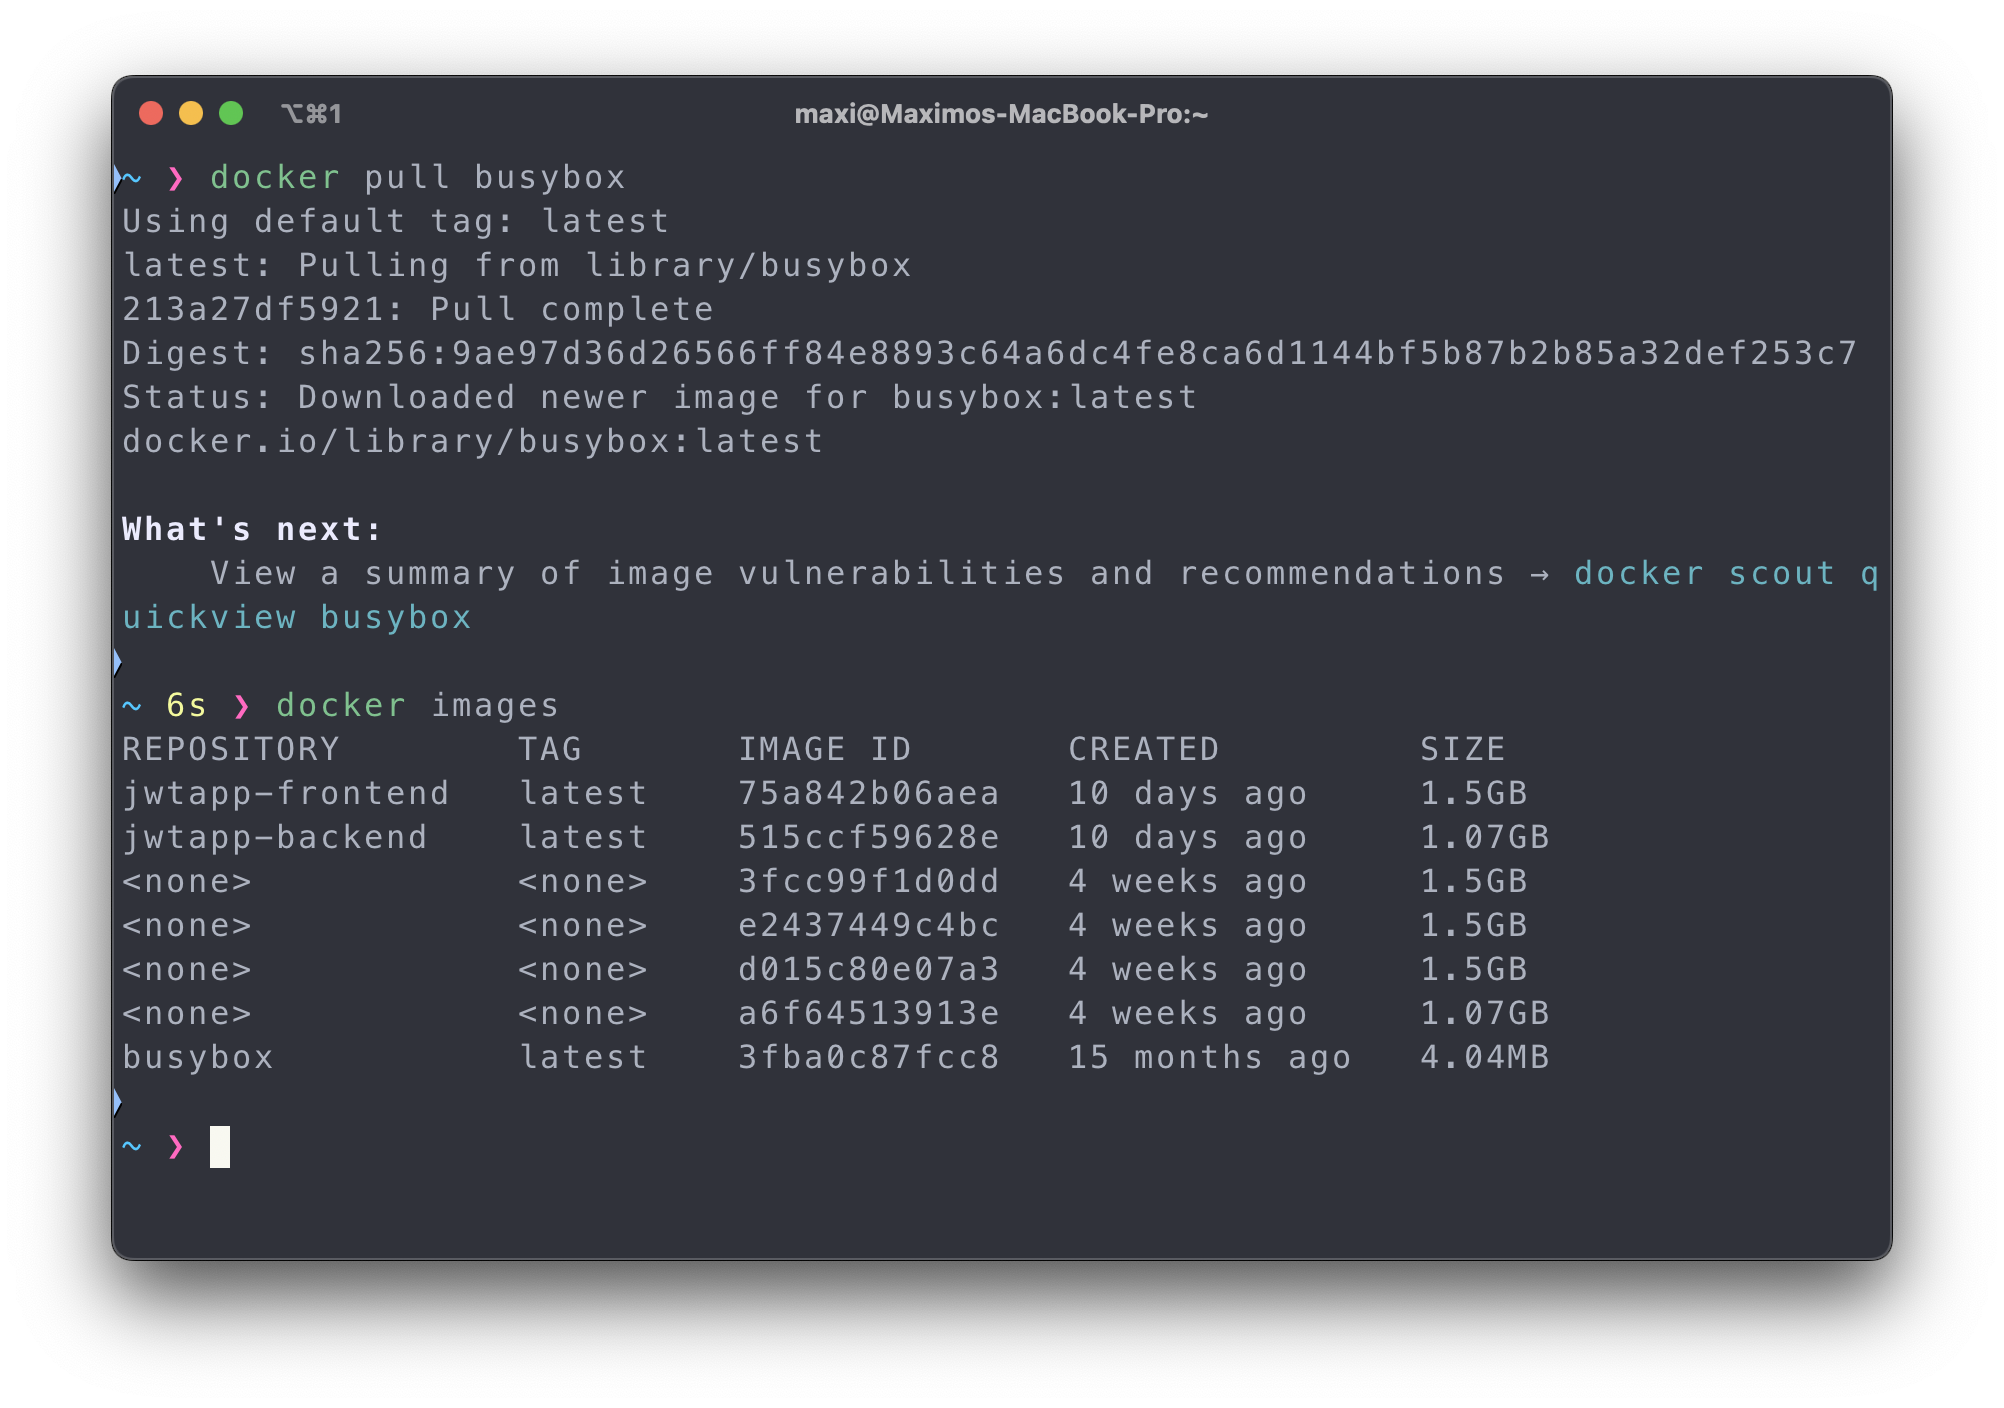 ⌥⌘1
maxi@Maximos-MacBook-Pro:~
~ ❯ docker pull busybox
Using default tag: latest
latest: Pulling from library/busybox
213a27df5921: Pull complete
Digest: sha256:9ae97d36d26566ff84e8893c64a6dc4fe8ca6d1144bf5b87b2b85a32def253c7
Status: Downloaded newer image for busybox:latest
docker.io/library/busybox:latest
What's next:
    View a summary of image vulnerabilities and recommendations → docker scout q
uickview busybox
~ 6s ❯ docker images
REPOSITORY        TAG       IMAGE ID       CREATED         SIZE
jwtapp-frontend   latest    75a842b06aea   10 days ago     1.5GB
jwtapp-backend    latest    515ccf59628e   10 days ago     1.07GB
<none>            <none>    3fcc99f1d0dd   4 weeks ago     1.5GB
<none>            <none>    e2437449c4bc   4 weeks ago     1.5GB
<none>            <none>    d015c80e07a3   4 weeks ago     1.5GB
<none>            <none>    a6f64513913e   4 weeks ago     1.07GB
busybox           latest    3fba0c87fcc8   15 months ago   4.04MB
~ ❯